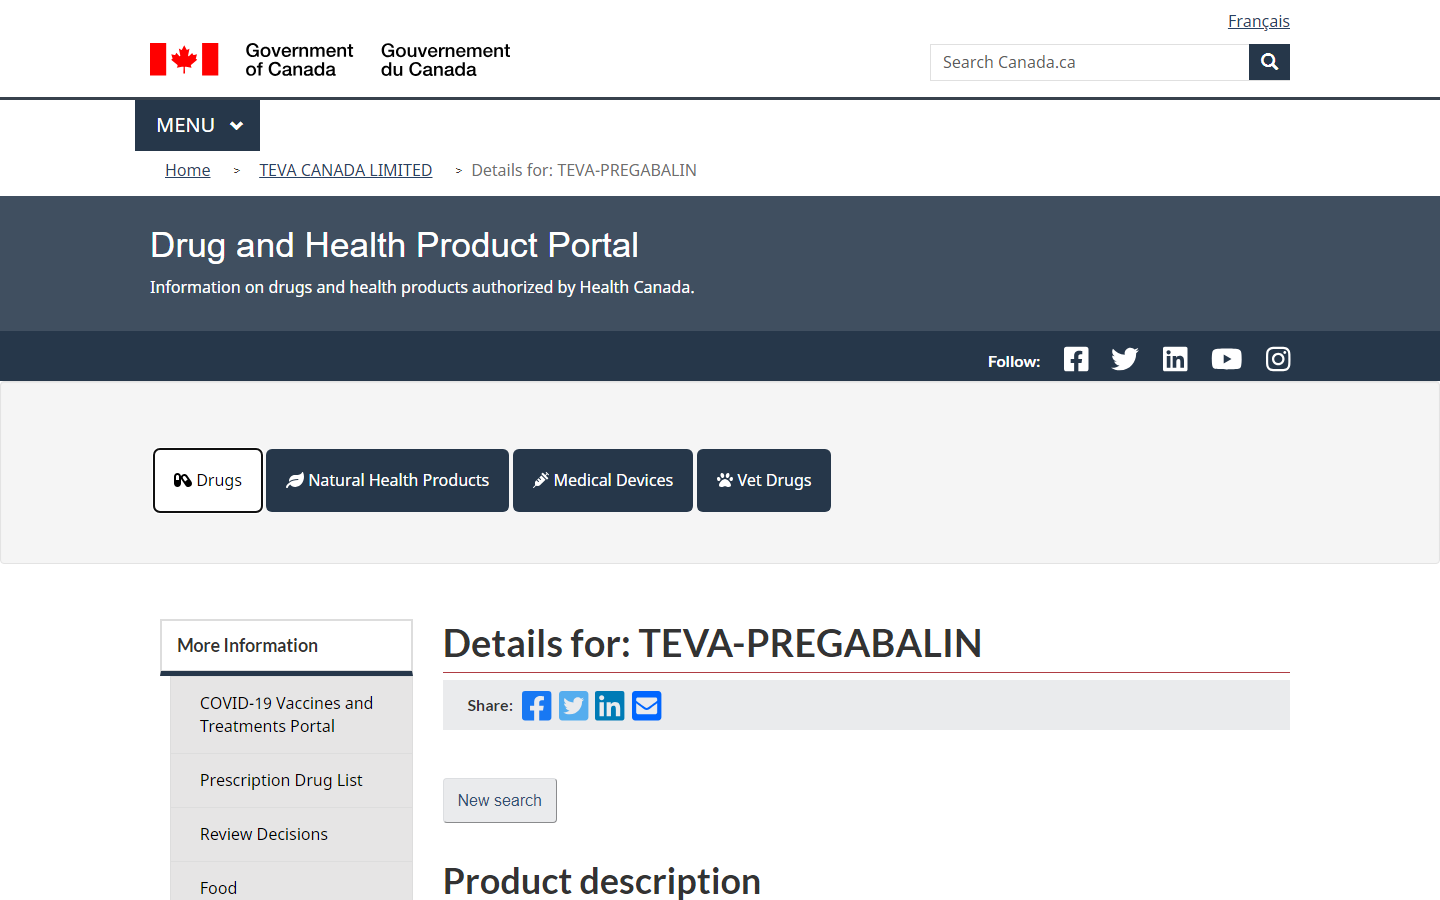 Français
Government
of Canada
Gouvernement
du Canada
Search Canada.ca
MENU
Home > TEVA CANADA LIMITED > Details for: TEVA-PREGABALIN
Drug and Health Product Portal
Information on drugs and health products authorized by Health Canada.
Follow:
Drugs
Natural Health Products
Medical Devices
Vet Drugs
More Information
COVID-19 Vaccines and
Treatments Portal
Prescription Drug List
Review Decisions
Food
Details for: TEVA-PREGABALIN
Share:
New search
Product description